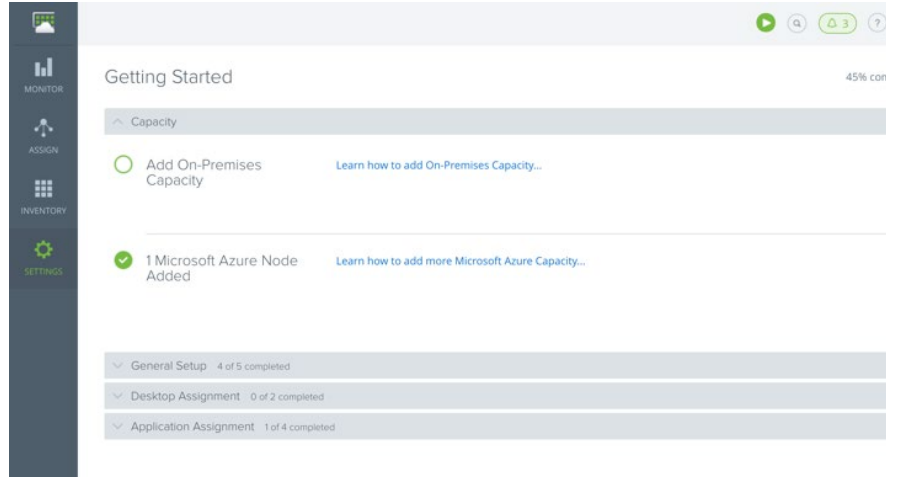 3
?
MONITOR
Getting Started
45% con
Capacity
ASSIGN
Add On-Premises
Capacity
Learn how to add On-Premises Capacity...
INVENTORY
SETTINGS
1 Microsoft Azure Node
Added
Learn how to add more Microsoft Azure Capacity...
General Setup 4 of 5 completed
Desktop Assignment 0 of 2 completed
Application Assignment 1 of 4 completed